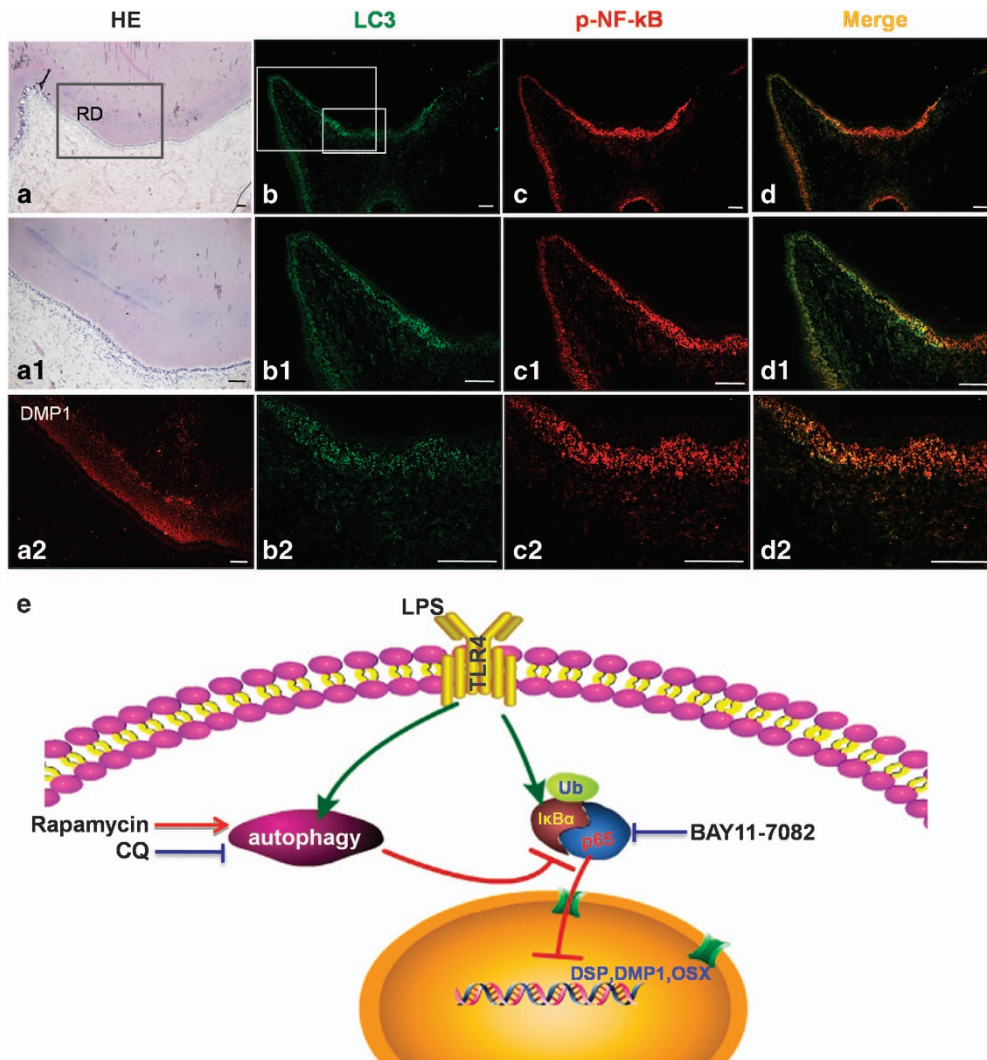 HE LC3 p-NF-kB Merge
RD
a b c d
a1 b1 c1 d1
DMP1
a2 b2 c2 d2
e
LPS
TLR4
Ub
IκBα
p65
Rapamycin
CQ
autophagy
BAY11-7082
DSP,DMP1,OSX